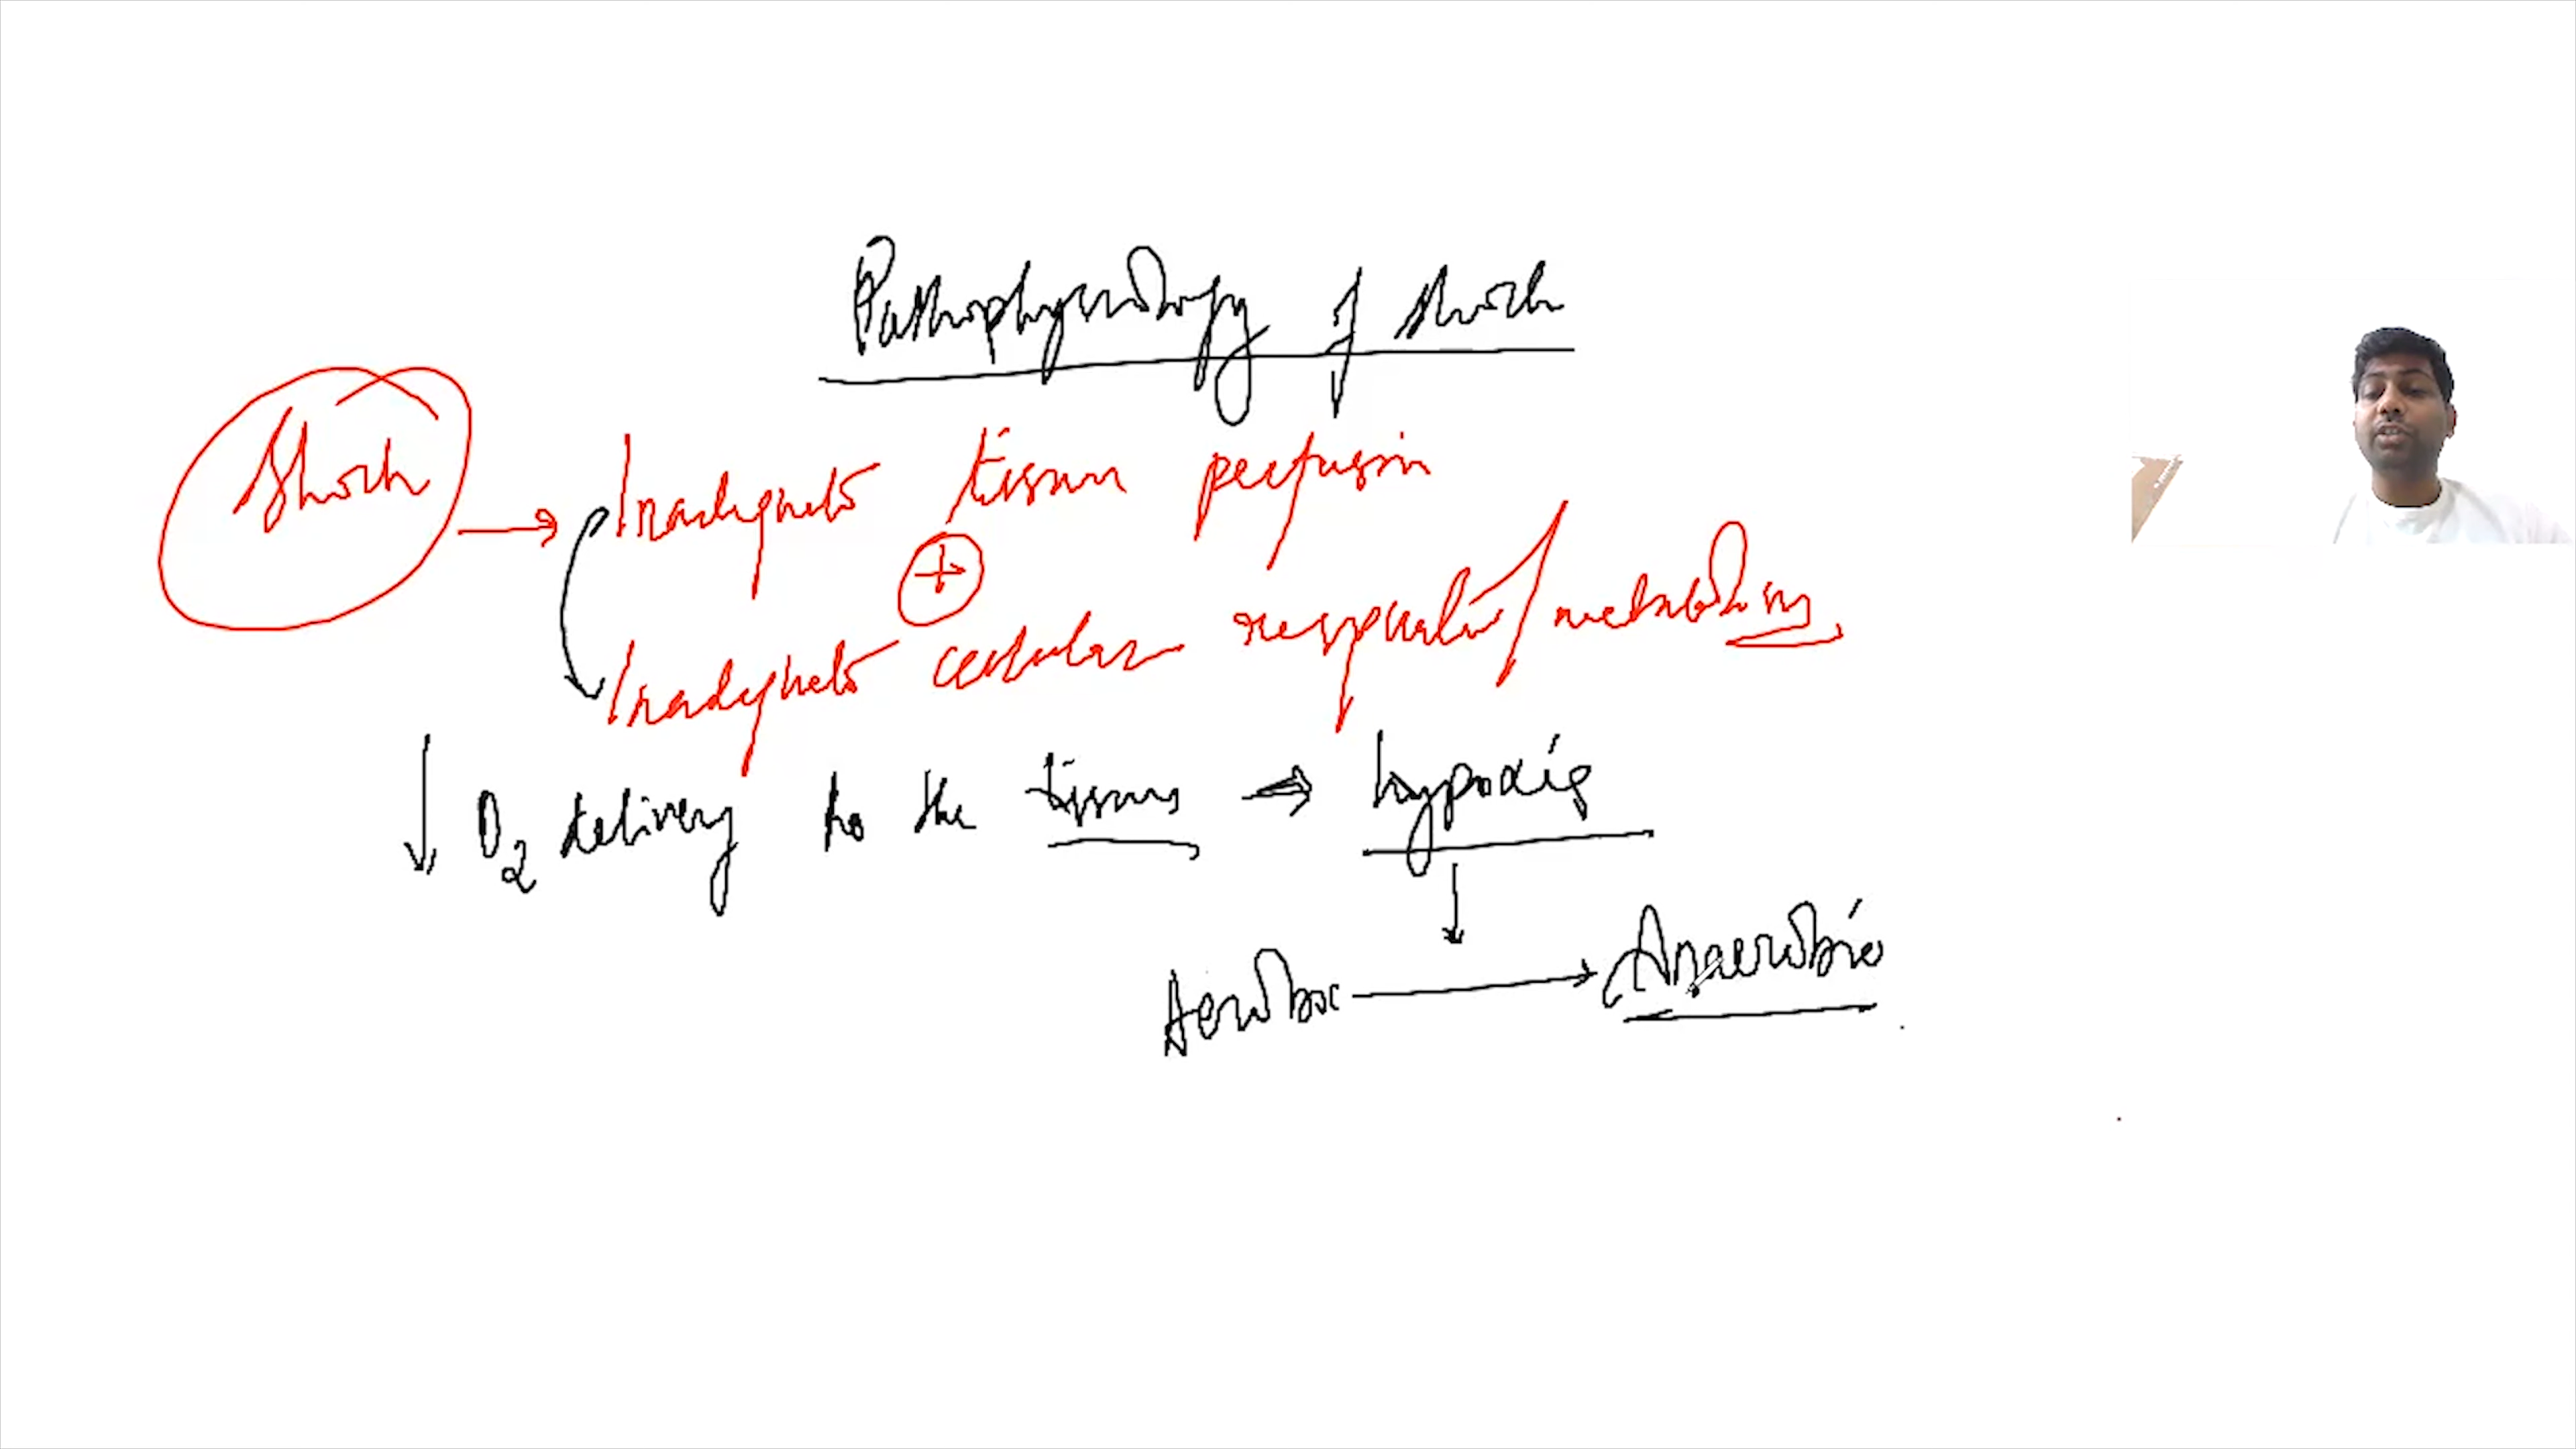 Pathophysiology of shock
Shock → Inadequate tissue perfusion
+
Inadequate cellular respiration/metabolism
↓ O2 delivery to the tissues → hypoxia
↓
Aerobic → Anaerobic